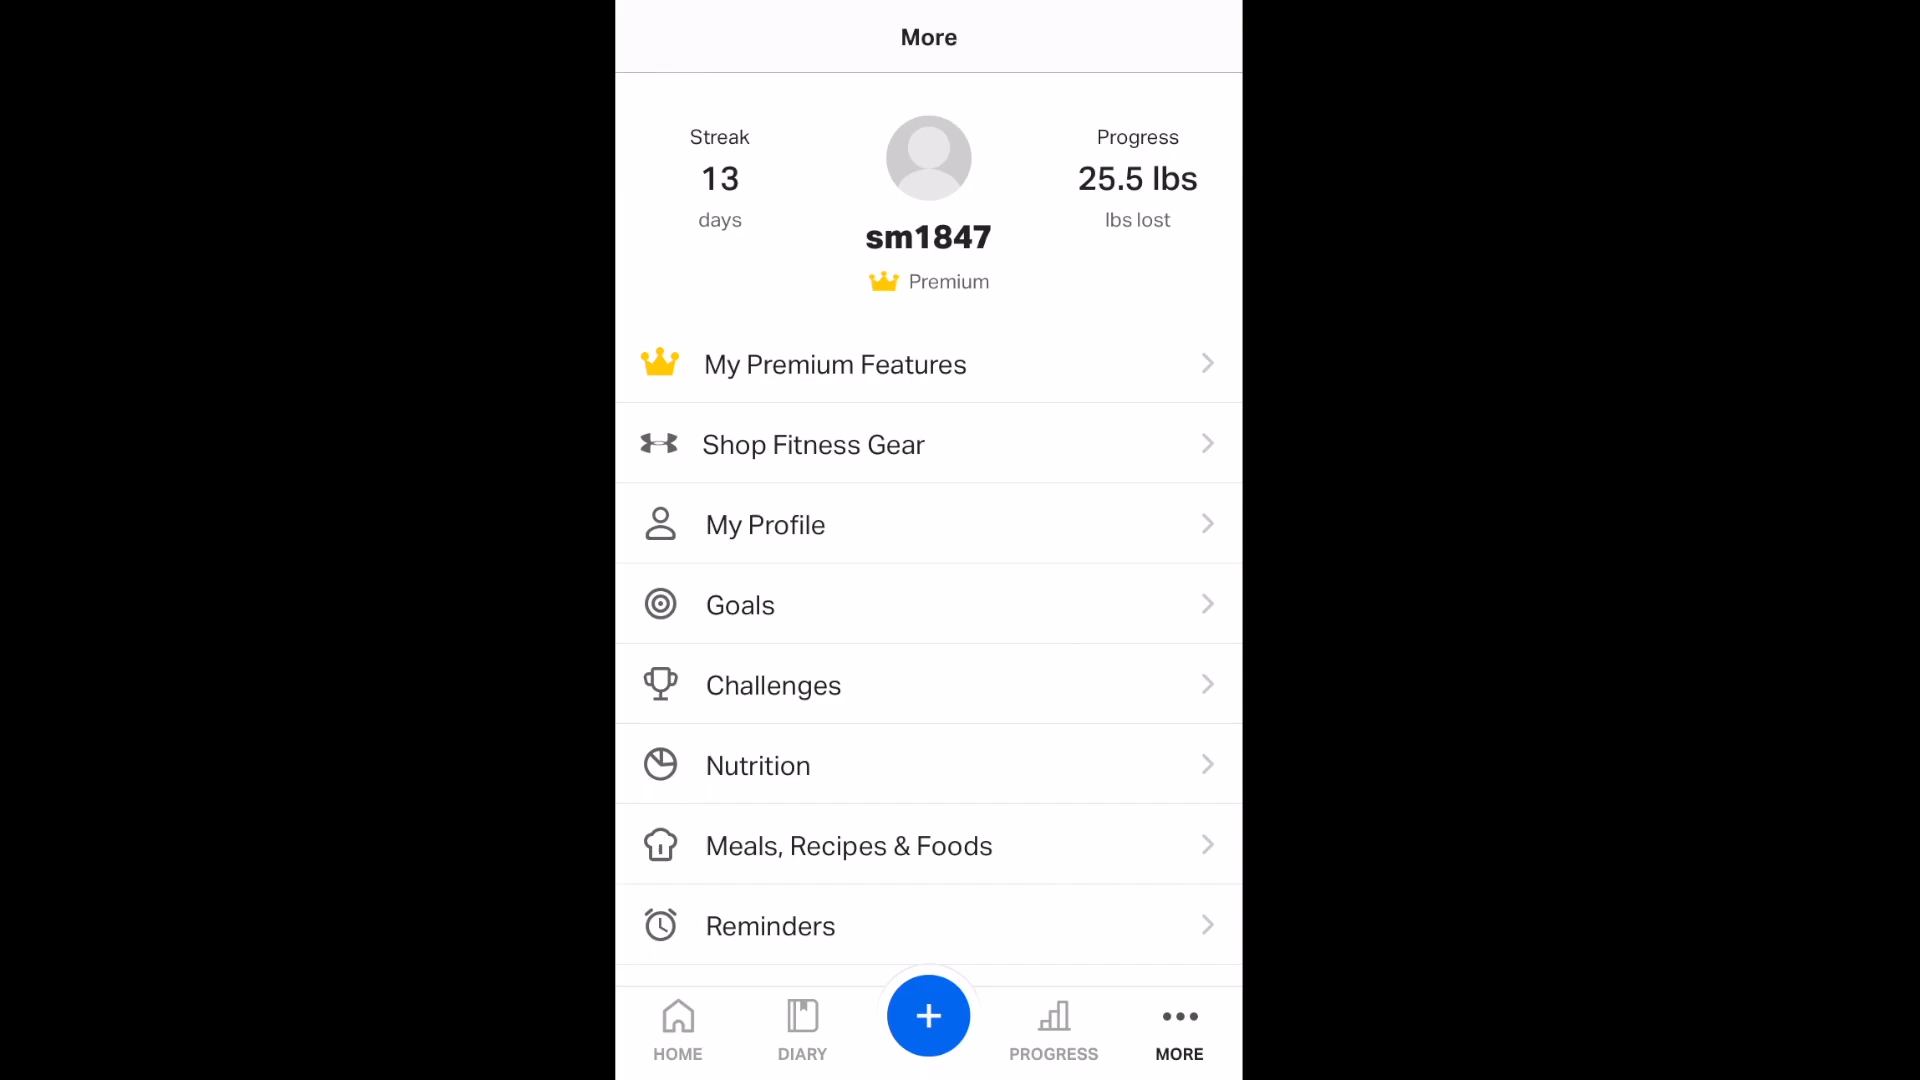 More
Streak
13
days
Progress
25.5 lbs
lbs lost
sm1847
Premium
My Premium Features
Shop Fitness Gear
My Profile
Goals
Challenges
Nutrition
Meals, Recipes & Foods
Reminders
HOME
DIARY
PROGRESS
MORE